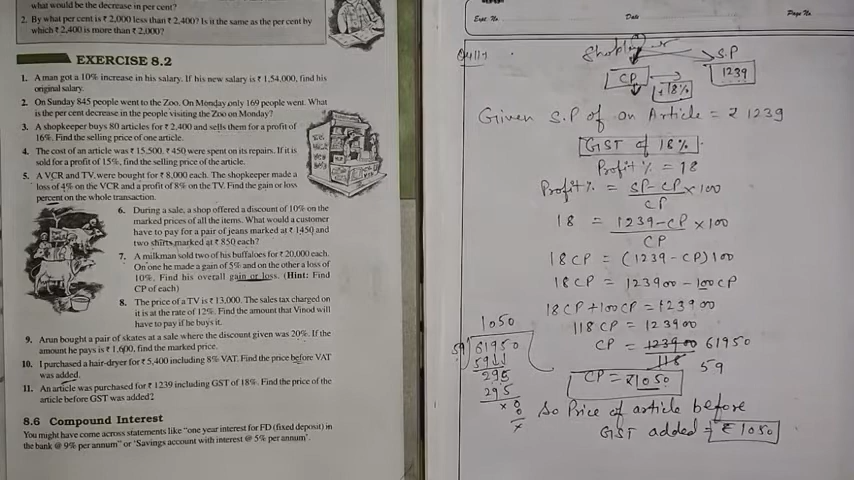 what would be the decrease in per cent?
2. By what per cent is ₹ 2,000 less than ₹ 2,400? Is it the same as the per cent by
which ₹ 2,400 is more than ₹ 2,000?
EXERCISE 8.2
1. A man got a 10% increase in his salary. If his new salary is ₹ 1,54,000, find his
original salary.
2. On Sunday 845 people went to the Zoo. On Monday only 169 people went. What
is the per cent decrease in the people visiting the Zoo on Monday?
3. A shopkeeper buys 80 articles for ₹ 2,400 and sells them for a profit of
16%. Find the selling price of one article.
4. The cost of an article was ₹ 15,500. ₹ 450 were spent on its repairs. If it is
sold for a profit of 15%, find the selling price of the article.
5. A VCR and TV were bought for ₹ 8,000 each. The shopkeeper made a
loss of 4% on the VCR and a profit of 8% on the TV. Find the gain or loss
percent on the whole transaction.
6. During a sale, a shop offered a discount of 10% on the
marked prices of all the items. What would a customer
have to pay for a pair of jeans marked at ₹ 1450 and
two shirts marked at ₹ 850 each?
7. A milkman sold two of his buffaloes for ₹ 20,000 each.
On one he made a gain of 5% and on the other a loss of
10%. Find his overall gain or loss. (Hint: Find
CP of each)
8. The price of a TV is ₹ 13,000. The sales tax charged on
it is at the rate of 12%. Find the amount that Vinod will
have to pay if he buys it.
9. Arun bought a pair of skates at a sale where the discount given was 20%. If the
amount he pays is ₹ 1,600, find the marked price.
10. I purchased a hair-dryer for ₹ 5,400 including 8% VAT. Find the price before VAT
was added.
11. An article was purchased for ₹ 1239 including GST of 18%. Find the price of the
article before GST was added?
8.6 Compound Interest
You might have come across statements like "one year interest for FD (fixed deposit) in
the bank @ 9% per annum" or 'Savings account with interest @ 5% per annum'.
Expt. No.
Date
Page No.
S.P
CP
1239
+18%
Given S.P of an Article = ₹ 1239
GST of 18%
Profit % = 18
Profit % = SP - CP × 100
CP
18 = 1239 - CP × 100
CP
18 CP = (1239 - CP) 100
18 CP = 123900 - 100 CP
18 CP + 100 CP = 123900
118 CP = 123900
CP = 123900 61950
118 59
CP = ₹1050
1050
59 61950
59↓↓
295
295
× 0
0
×
So Price of article before
GST added = ₹ 1050